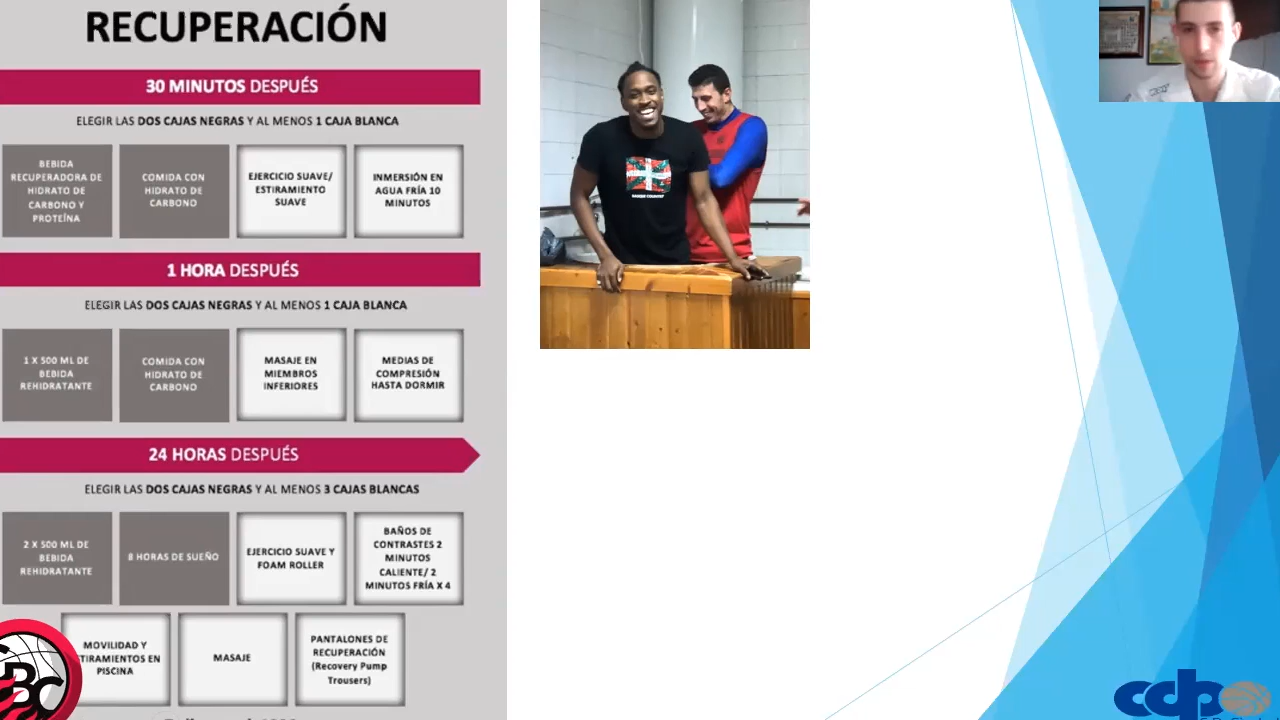 RECUPERACIÓN
30 MINUTOS DESPUÉS
ELEGIR LAS DOS CAJAS NEGRAS Y AL MENOS 1 CAJA BLANCA
BEBIDA
RECUPERADORA DE
HIDRATO DE
CARBONO Y
PROTEÍNA
COMIDA CON
HIDRATO DE
CARBONO
EJERCICIO SUAVE/
ESTIRAMIENTO
SUAVE
INMERSIÓN EN
AGUA FRÍA 10
MINUTOS
1 HORA DESPUÉS
ELEGIR LAS DOS CAJAS NEGRAS Y AL MENOS 1 CAJA BLANCA
1 X 500 ML DE
BEBIDA
REHIDRATANTE
COMIDA CON
HIDRATO DE
CARBONO
MASAJE EN
MIEMBROS
INFERIORES
MEDIAS DE
COMPRESIÓN
HASTA DORMIR
24 HORAS DESPUÉS
ELEGIR LAS DOS CAJAS NEGRAS Y AL MENOS 3 CAJAS BLANCAS
2 X 500 ML DE
BEBIDA
REHIDRATANTE
8 HORAS DE SUEÑO
EJERCICIO SUAVE Y
FOAM ROLLER
BAÑOS DE
CONTRASTES 2
MINUTOS
CALIENTE/ 2
MINUTOS FRÍA X 4
MOVILIDAD Y
TIRAMIENTOS EN
PISCINA
MASAJE
PANTALONES DE
RECUPERACIÓN
(Recovery Pump
Trousers)
BASQUE COUNTRY
BC
cdp